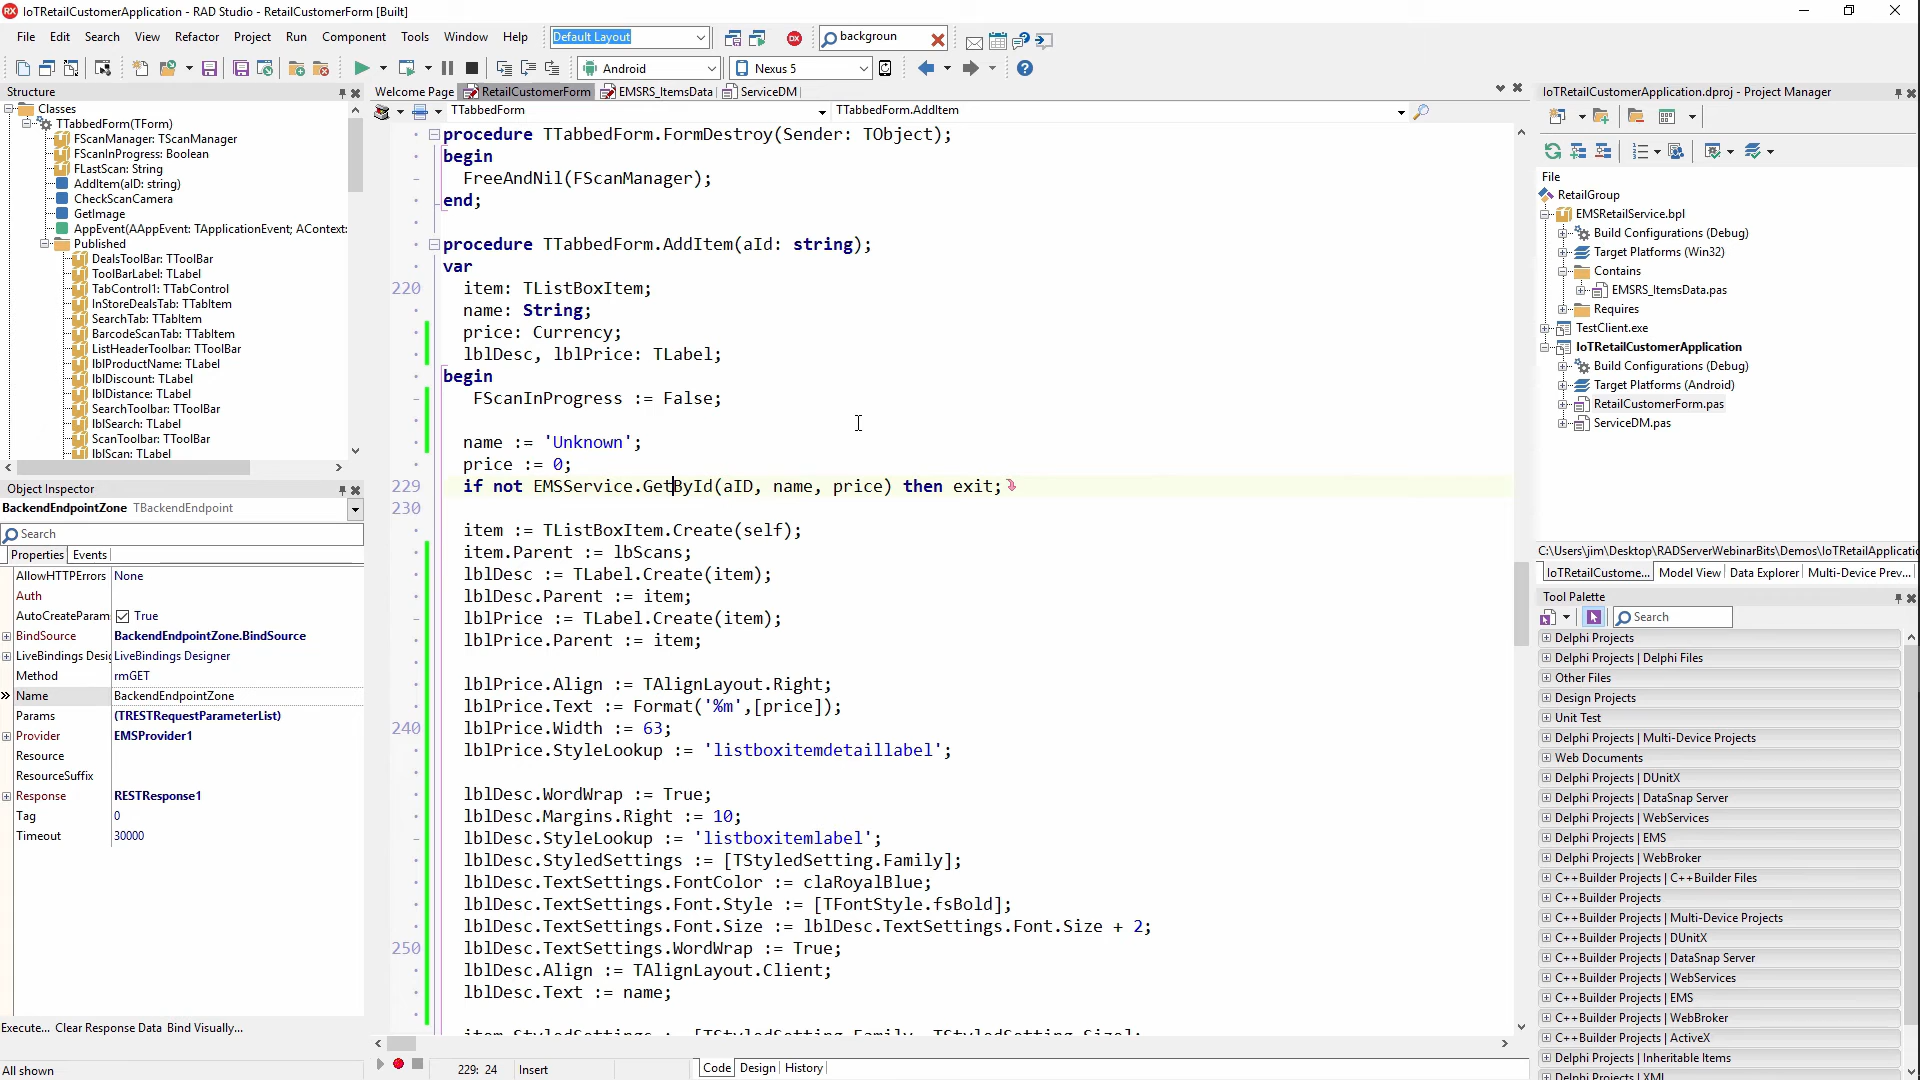 IoTRetailCustomerApplication - RAD Studio - RetailCustomerForm [Built]
File Edit Search View Refactor Project Run Component Tools Window Help
Default Layout
backgroun
Android
Nexus 5
Structure
Classes
TTabbedForm(TForm)
FScanManager: TScanManager
FScanInProgress: Boolean
FLastScan: String
AddItem(aID: string)
CheckScanCamera
GetImage
AppEvent(AAppEvent: TApplicationEvent; AContext:
Published
DealsToolBar: TToolBar
ToolBarLabel: TLabel
TabControl1: TTabControl
InStoreDealsTab: TTabItem
SearchTab: TTabItem
BarcodeScanTab: TTabItem
ListHeaderToolbar: TToolBar
lblProductName: TLabel
lblDiscount: TLabel
lblDistance: TLabel
SearchToolbar: TToolBar
lblSearch: TLabel
ScanToolbar: TToolBar
lblScan: TLabel
Object Inspector
BackendEndpointZone TBackendEndpoint
Search
Properties Events
AllowHTTPErrors None
Auth
AutoCreateParam True
BindSource BackendEndpointZone.BindSource
LiveBindings Desig LiveBindings Designer
Method rmGET
Name BackendEndpointZone
Params (TRESTRequestParameterList)
Provider EMSProvider1
Resource
ResourceSuffix
Response RESTResponse1
Tag 0
Timeout 30000
Execute... Clear Response Data Bind Visually...
All shown
Welcome Page RetailCustomerForm EMSRS_ItemsData ServiceDM
TTabbedForm TTabbedForm.AddItem
procedure TTabbedForm.FormDestroy(Sender: TObject);
begin
FreeAndNil(FScanManager);
end;
procedure TTabbedForm.AddItem(aId: string);
var
220 item: TListBoxItem;
name: String;
price: Currency;
lblDesc, lblPrice: TLabel;
begin
FScanInProgress := False;
name := 'Unknown';
price := 0;
229 if not EMSService.GetById(aID, name, price) then exit;
230
item := TListBoxItem.Create(self);
item.Parent := lbScans;
lblDesc := TLabel.Create(item);
lblDesc.Parent := item;
lblPrice := TLabel.Create(item);
lblPrice.Parent := item;
lblPrice.Align := TAlignLayout.Right;
lblPrice.Text := Format('%m',[price]);
240 lblPrice.Width := 63;
lblPrice.StyleLookup := 'listboxitemdetaillabel';
lblDesc.WordWrap := True;
lblDesc.Margins.Right := 10;
lblDesc.StyleLookup := 'listboxitemlabel';
lblDesc.StyledSettings := [TStyledSetting.Family];
lblDesc.TextSettings.FontColor := claRoyalBlue;
lblDesc.TextSettings.Font.Style := [TFontStyle.fsBold];
lblDesc.TextSettings.Font.Size := lblDesc.TextSettings.Font.Size + 2;
250 lblDesc.TextSettings.WordWrap := True;
lblDesc.Align := TAlignLayout.Client;
lblDesc.Text := name;
item.StyledSettings := [TStyledSetting.Family, TStyledSetting.Size];
229: 24 Insert
Code Design History
IoTRetailCustomerApplication.dproj - Project Manager
File
RetailGroup
EMSRetailService.bpl
Build Configurations (Debug)
Target Platforms (Win32)
Contains
EMSRS_ItemsData.pas
Requires
TestClient.exe
IoTRetailCustomerApplication
Build Configurations (Debug)
Target Platforms (Android)
RetailCustomerForm.pas
ServiceDM.pas
C:\Users\jim\Desktop\RADServerWebinarBits\Demos\IoTRetailApplicatio
IoTRetailCustome... Model View Data Explorer Multi-Device Prev...
Tool Palette
Search
Delphi Projects
Delphi Projects | Delphi Files
Other Files
Design Projects
Unit Test
Delphi Projects | Multi-Device Projects
Web Documents
Delphi Projects | DUnitX
Delphi Projects | DataSnap Server
Delphi Projects | WebServices
Delphi Projects | EMS
Delphi Projects | WebBroker
C++Builder Projects | C++Builder Files
C++Builder Projects
C++Builder Projects | Multi-Device Projects
C++Builder Projects | DUnitX
C++Builder Projects | DataSnap Server
C++Builder Projects | WebServices
C++Builder Projects | EMS
C++Builder Projects | WebBroker
C++Builder Projects | ActiveX
Delphi Projects | Inheritable Items
Delphi Projects | XML